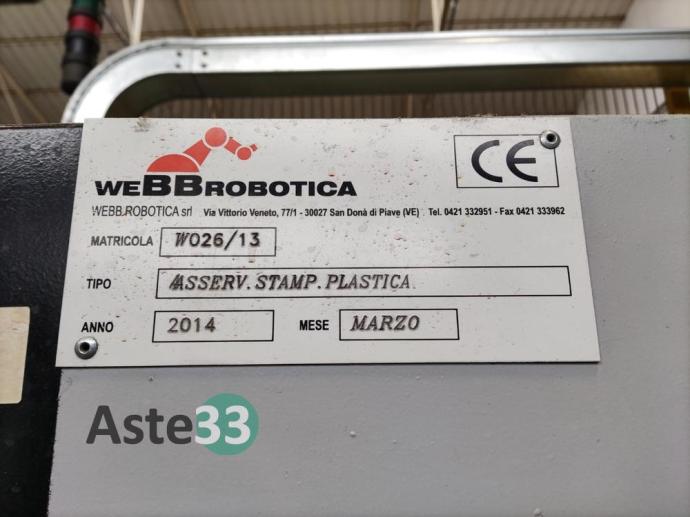 WEBBROBOTICA
CE
WEBB.ROBOTICA srl Via Vittorio Veneto, 77/1 - 30027 San Donà di Piave (VE) Tel. 0421 332951 - Fax 0421 333962
MATRICOLA W026/13
TIPO AASSERV.STAMP.PLASTICA
ANNO 2014 MESE MARZO
Aste33